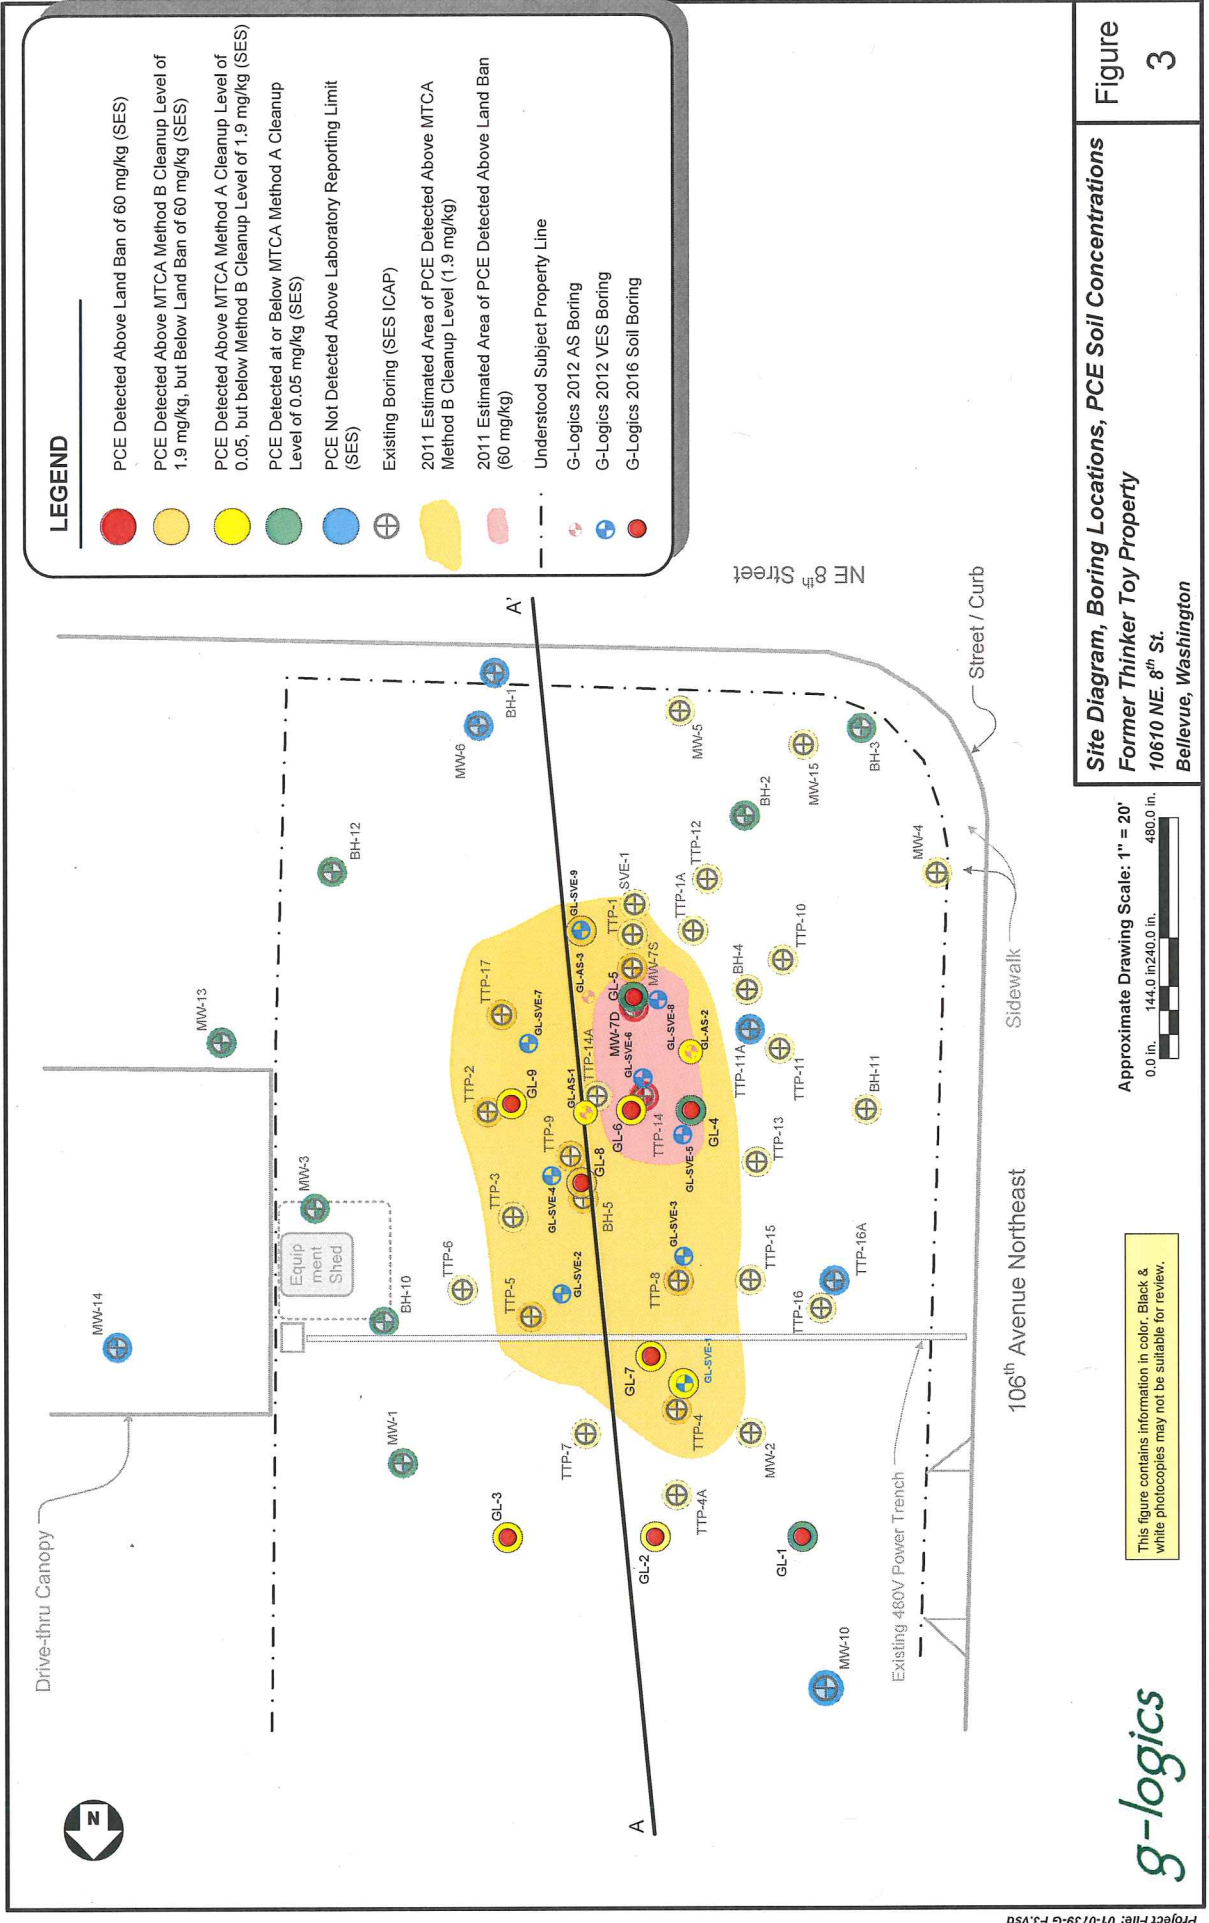 LEGEND
PCE Detected Above Land Ban of 60 mg/kg (SES)
PCE Detected Above MTCA Method B Cleanup Level of
1.9 mg/kg, but Below Land Ban of 60 mg/kg (SES)
PCE Detected Above MTCA Method A Cleanup Level of
0.05, but below Method B Cleanup Level of 1.9 mg/kg (SES)
PCE Detected at or Below MTCA Method A Cleanup
Level of 0.05 mg/kg (SES)
PCE Not Detected Above Laboratory Reporting Limit
(SES)
Existing Boring (SES ICAP)
2011 Estimated Area of PCE Detected Above MTCA
Method B Cleanup Level (1.9 mg/kg)
2011 Estimated Area of PCE Detected Above Land Ban
(60 mg/kg)
Understood Subject Property Line
G-Logics 2012 AS Boring
G-Logics 2012 VES Boring
G-Logics 2016 Soil Boring
N
Drive-thru Canopy
MW-14
MW-13
MW-3
Equip
ment
Shed
BH-10
MW-1
BH-12
MW-6
BH-1
A'
NE 8th Street
TTP-6
TTP-3
TTP-2
TTP-17
GL-3
TTP-7
TTP-5
GL-SVE-2
GL-SVE-4
TTP-9
GL-9
GL-SVE-7
GL-AS-1
TTP-14A
GL-AS-3
GL-SVE-9
BH-5
GL-8
GL-6
GL-SVE-6
MW-7D
GL-5
MW-7S
TTP-1
SVE-1
A
GL-2
TTP-4A
GL-7
TTP-4
GL-SVE-1
TTP-8
GL-SVE-3
GL-SVE-5
TTP-14
GL-4
GL-SVE-8
GL-AS-2
TTP-1A
TTP-12
MW-5
MW-2
TTP-15
TTP-13
TTP-11A
BH-4
BH-2
GL-1
MW-10
TTP-16
TTP-16A
TTP-11
TTP-10
BH-11
MW-15
BH-3
MW-4
Existing 480V Power Trench
Sidewalk
Street / Curb
106th Avenue Northeast
g-logics
This figure contains information in color. Black &
white photocopies may not be suitable for review.
Approximate Drawing Scale: 1" = 20'
0.0 in. 144.0 in 240.0 in. 480.0 in.
Site Diagram, Boring Locations, PCE Soil Concentrations
Former Thinker Toy Property
10610 NE. 8th St.
Bellevue, Washington
Figure
3
Project File: 01-0739-G-F3.vsd